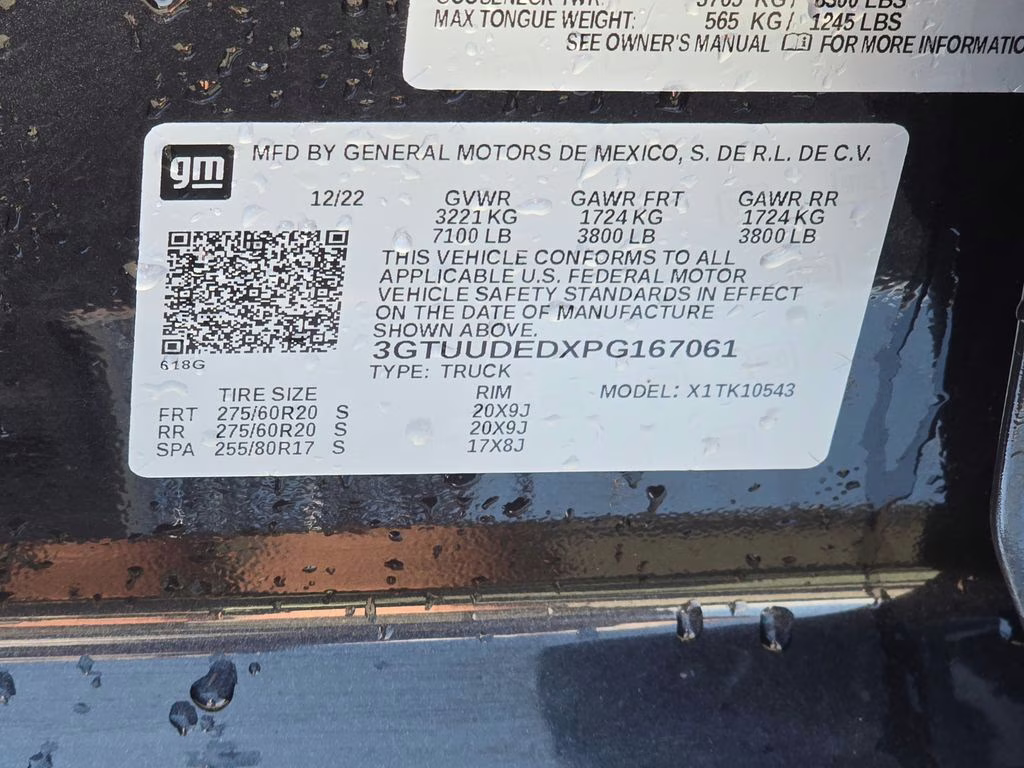 MAX TONGUE WEIGHT: 565 KG / 1245 LBS
SEE OWNER'S MANUAL FOR MORE INFORMATIO
gm
MFD BY GENERAL MOTORS DE MEXICO, S. DE R.L. DE C.V.
12/22 GVWR GAWR FRT GAWR RR
3221 KG 1724 KG 1724 KG
7100 LB 3800 LB 3800 LB
THIS VEHICLE CONFORMS TO ALL
APPLICABLE U.S. FEDERAL MOTOR
VEHICLE SAFETY STANDARDS IN EFFECT
ON THE DATE OF MANUFACTURE
SHOWN ABOVE.
3GTUUDEDXPG167061
618G
TYPE: TRUCK
TIRE SIZE RIM MODEL: X1TK10543
FRT 275/60R20 S 20X9J
RR 275/60R20 S 20X9J
SPA 255/80R17 S 17X8J